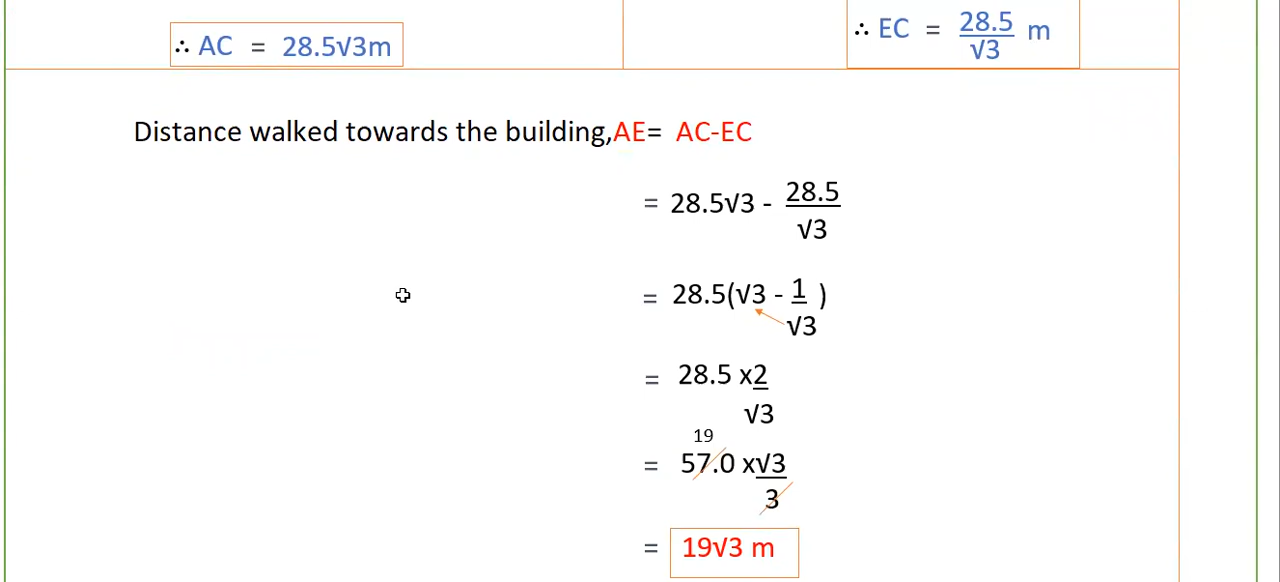 ∴ AC = 28.5√3m
∴ EC = 28.5/√3 m
Distance walked towards the building,AE= AC-EC
= 28.5√3 - 28.5/√3
= 28.5(√3 - 1/√3 )
= 28.5 x2/√3
19
= 57.0 x√3/3
= 19√3 m